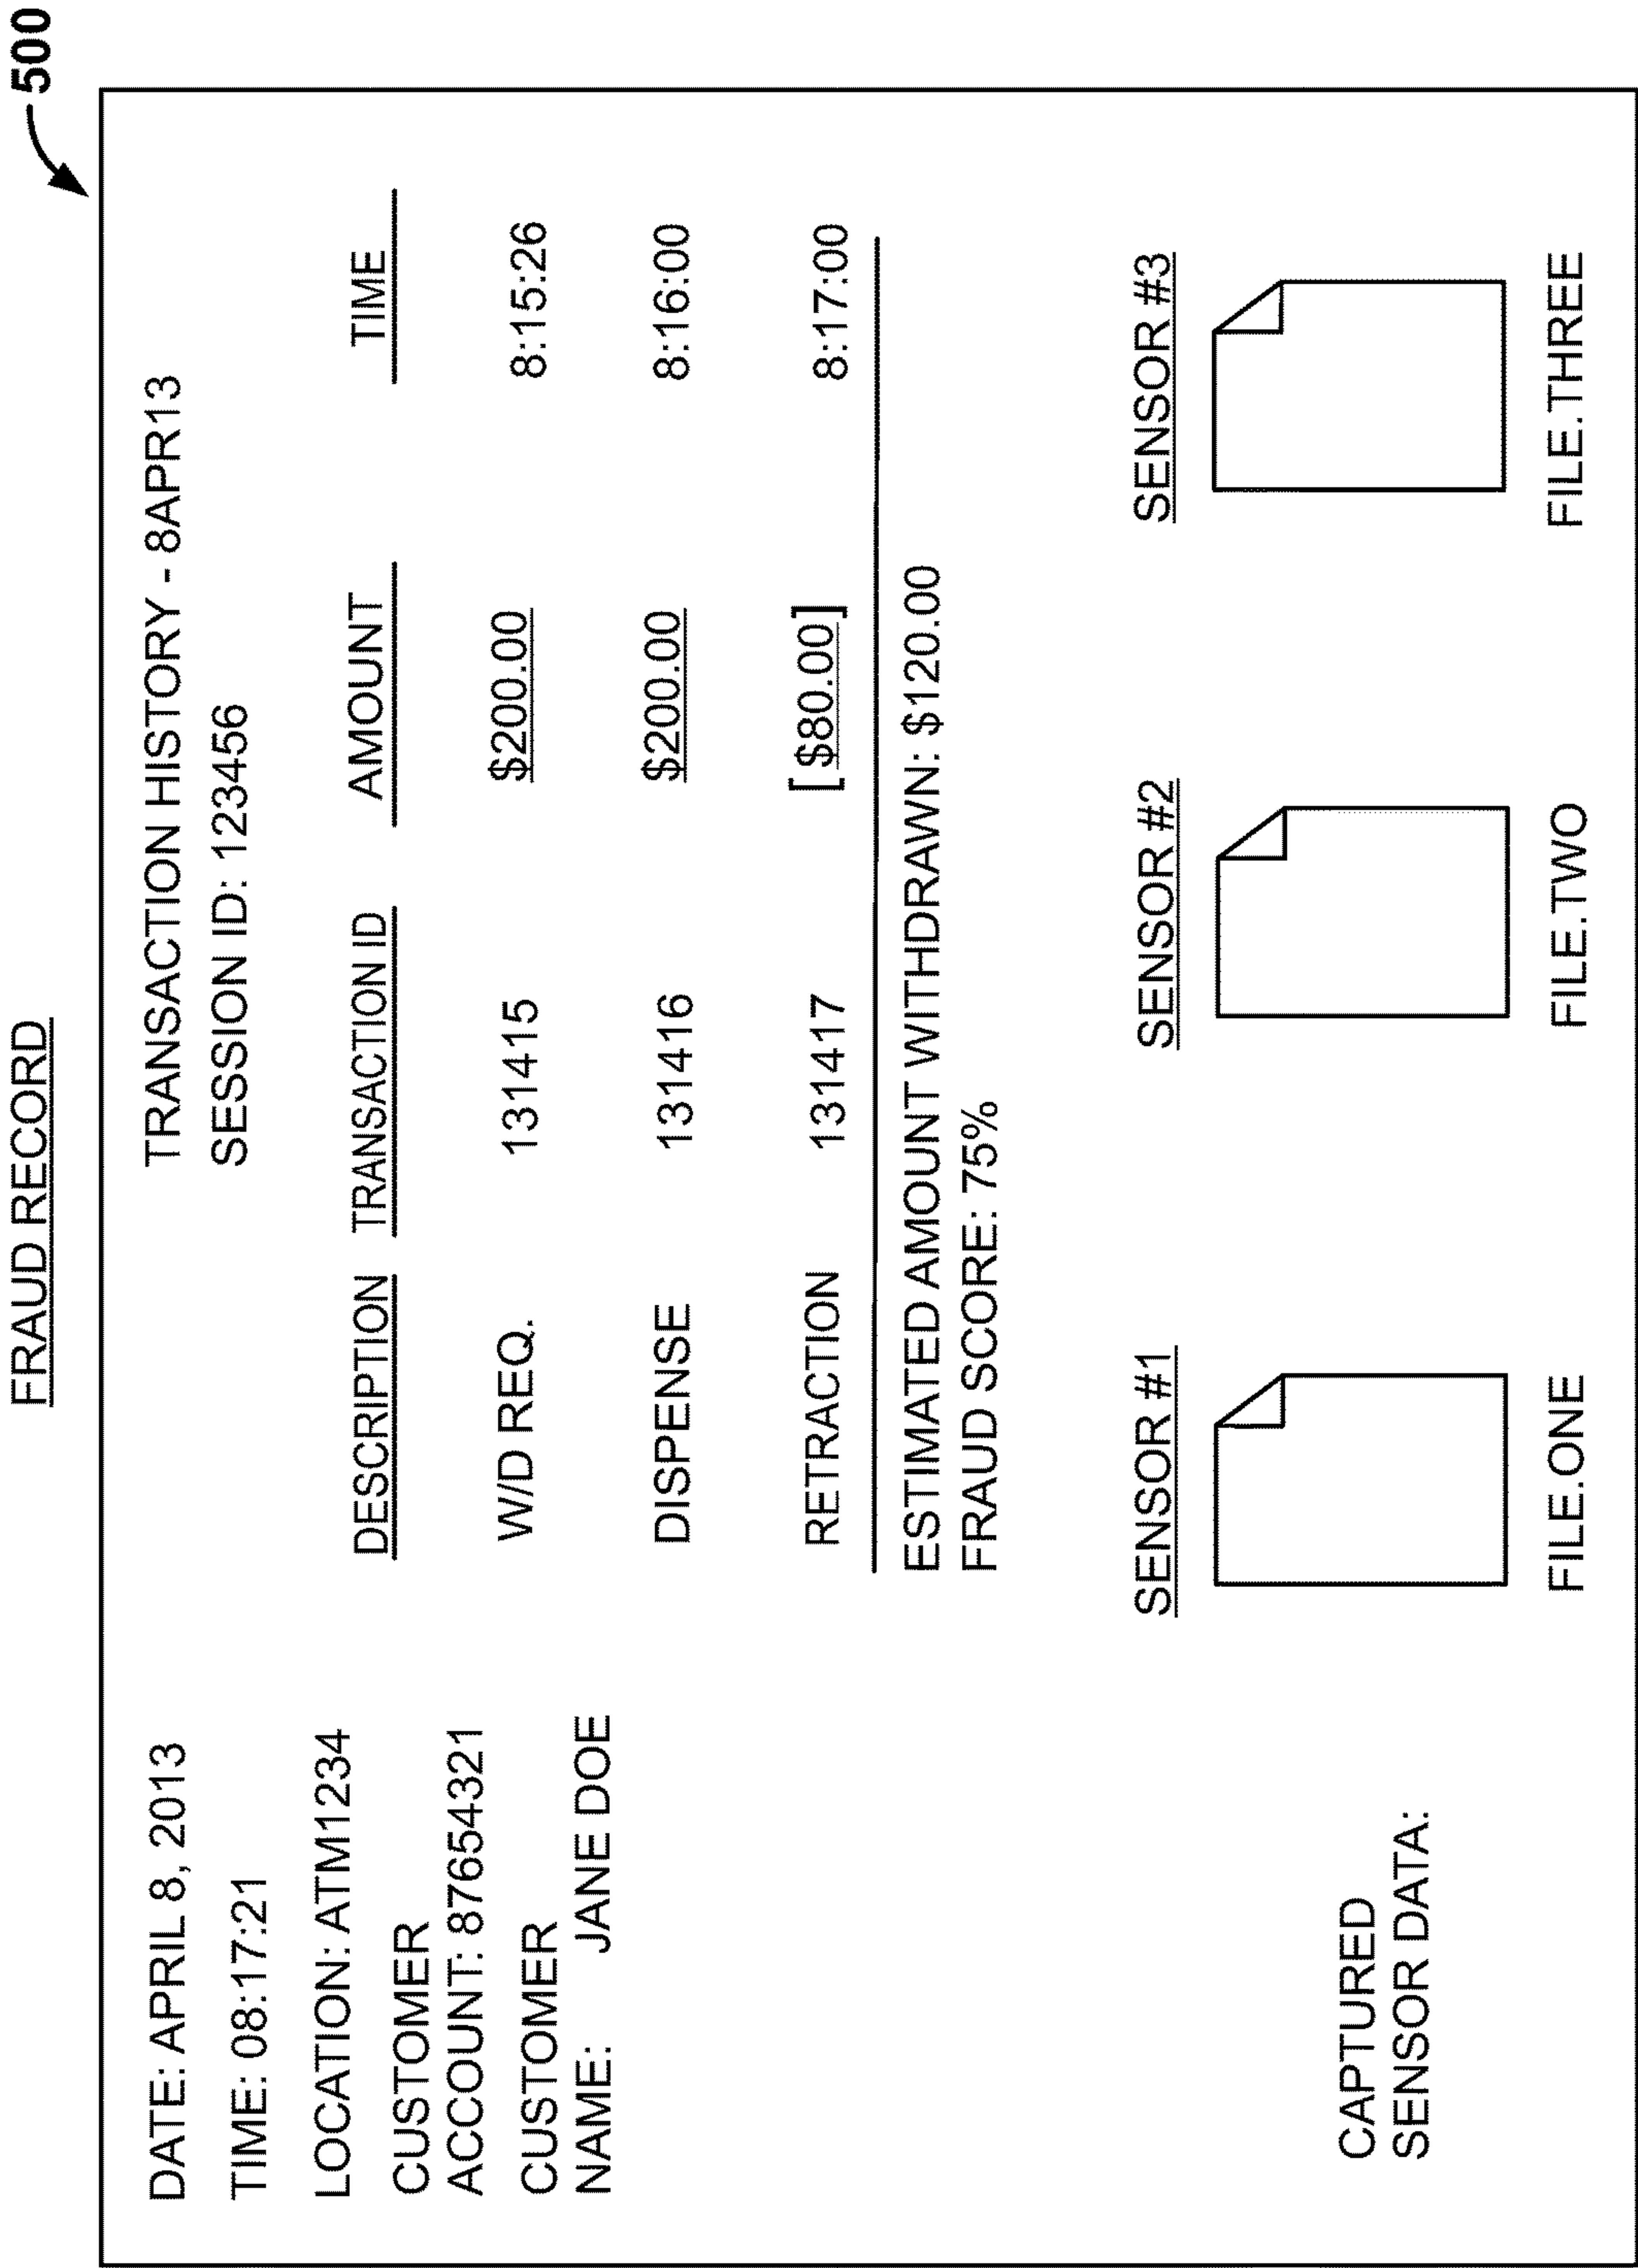 FRAUD RECORD
500
DATE: APRIL 8, 2013
TIME: 08:17:21
LOCATION: ATM1234
CUSTOMER
ACCOUNT: 87654321
CUSTOMER
NAME: JANE DOE
TRANSACTION HISTORY - 8APR13
SESSION ID: 123456
DESCRIPTION TRANSACTION ID AMOUNT TIME
W/D REQ. 131415 $200.00 8:15:26
DISPENSE 131416 $200.00 8:16:00
RETRACTION 131417 [ $80.00 ] 8:17:00
ESTIMATED AMOUNT WITHDRAWN: $120.00
FRAUD SCORE: 75%
CAPTURED
SENSOR DATA:
SENSOR #1 SENSOR #2 SENSOR #3
FILE.ONE FILE.TWO FILE.THREE